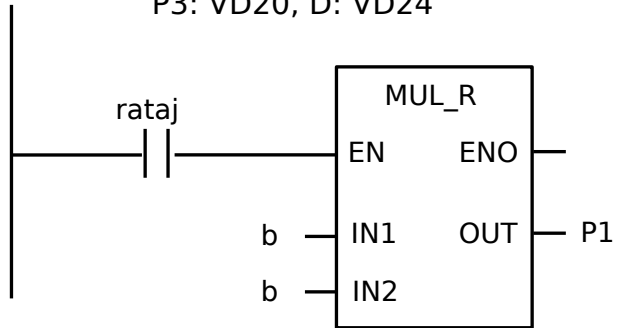 P3: VD20, D: VD24
rataj
MUL_R
EN ENO
b IN1 OUT P1
b IN2